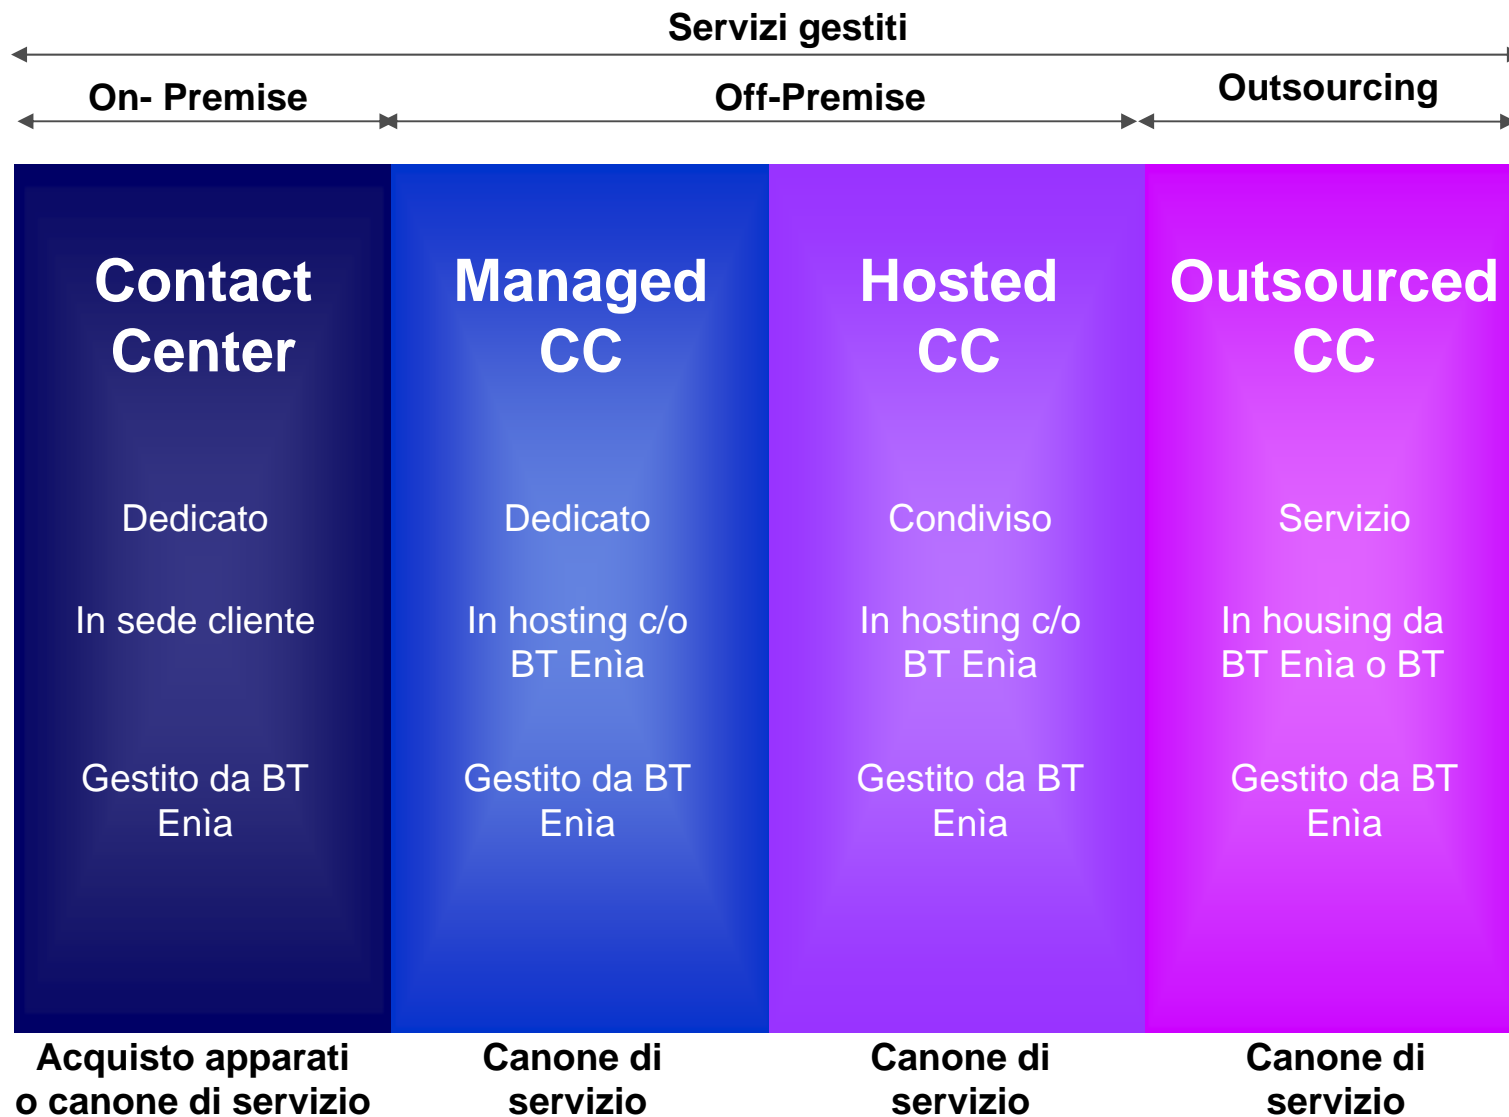 Servizi gestiti
On- Premise
Off-Premise
Outsourcing
Contact
Center
Dedicato
In sede cliente
Gestito da BT
Enìa
Acquisto apparati
o canone di servizio
Managed
CC
Dedicato
In hosting c/o
BT Enìa
Gestito da BT
Enìa
Canone di
servizio
Hosted
CC
Condiviso
In hosting c/o
BT Enìa
Gestito da BT
Enìa
Canone di
servizio
Outsourced
CC
Servizio
In housing da
BT Enìa o BT
Gestito da BT
Enìa
Canone di
servizio